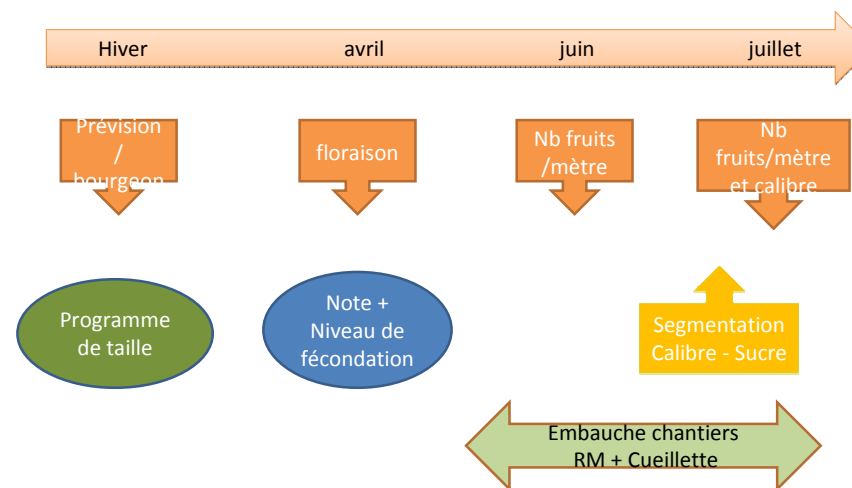 Hiver avril juin juillet
Prévision
/
bourgeon
floraison
Nb fruits
/mètre
Nb
fruits/mètre
et calibre
Programme
de taille
Note +
Niveau de
fécondation
Segmentation
Calibre - Sucre
Embauche chantiers
RM + Cueillette